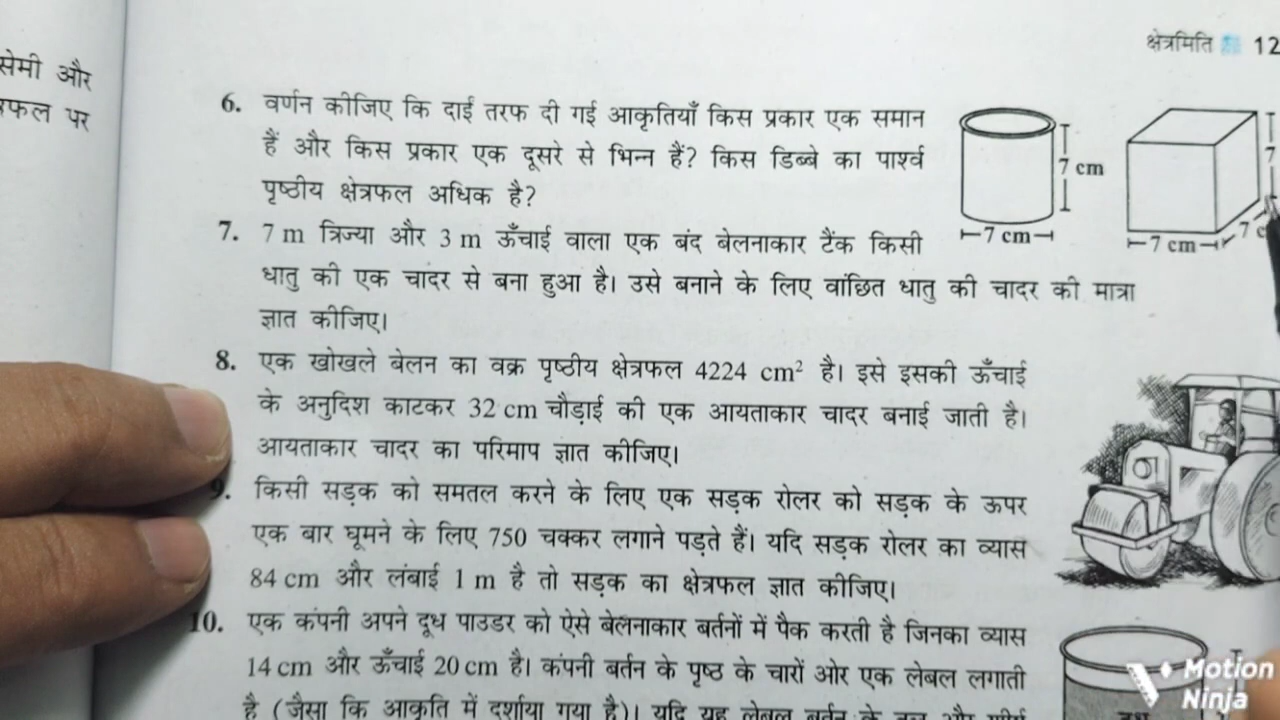 सेमी और
पर
क्षेत्रमिति 12
6. वर्णन कीजिए कि दाईं तरफ दी गई आकृतियाँ किस प्रकार एक समान
हैं और किस प्रकार एक दूसरे से भिन्न हैं? किस डिब्बे का पार्श्व
पृष्ठीय क्षेत्रफल अधिक है?
7 cm
7 cm
7
7 cm
7 c
7. 7 m त्रिज्या और 3 m ऊँचाई वाला एक बंद बेलनाकार टैंक किसी
धातु की एक चादर से बना हुआ है। उसे बनाने के लिए वांछित धातु की चादर की मात्रा
ज्ञात कीजिए।
8. एक खोखले बेलन का वक्र पृष्ठीय क्षेत्रफल 4224 cm² है। इसे इसकी ऊँचाई
के अनुदिश काटकर 32 cm चौड़ाई की एक आयताकार चादर बनाई जाती है।
आयताकार चादर का परिमाप ज्ञात कीजिए।
9. किसी सड़क को समतल करने के लिए एक सड़क रोलर को सड़क के ऊपर
एक बार घूमने के लिए 750 चक्कर लगाने पड़ते हैं। यदि सड़क रोलर का व्यास
84 cm और लंबाई 1 m है तो सड़क का क्षेत्रफल ज्ञात कीजिए।
10. एक कंपनी अपने दूध पाउडर को ऐसे बेलनाकार बर्तनों में पैक करती है जिनका व्यास
14 cm और ऊँचाई 20 cm है। कंपनी बर्तन के पृष्ठ के चारों ओर एक लेबल लगाती
है (जैसा कि आकृति में दर्शाया गया है)। यदि यह लेबल बर्तन के तल और
Motion
Ninja